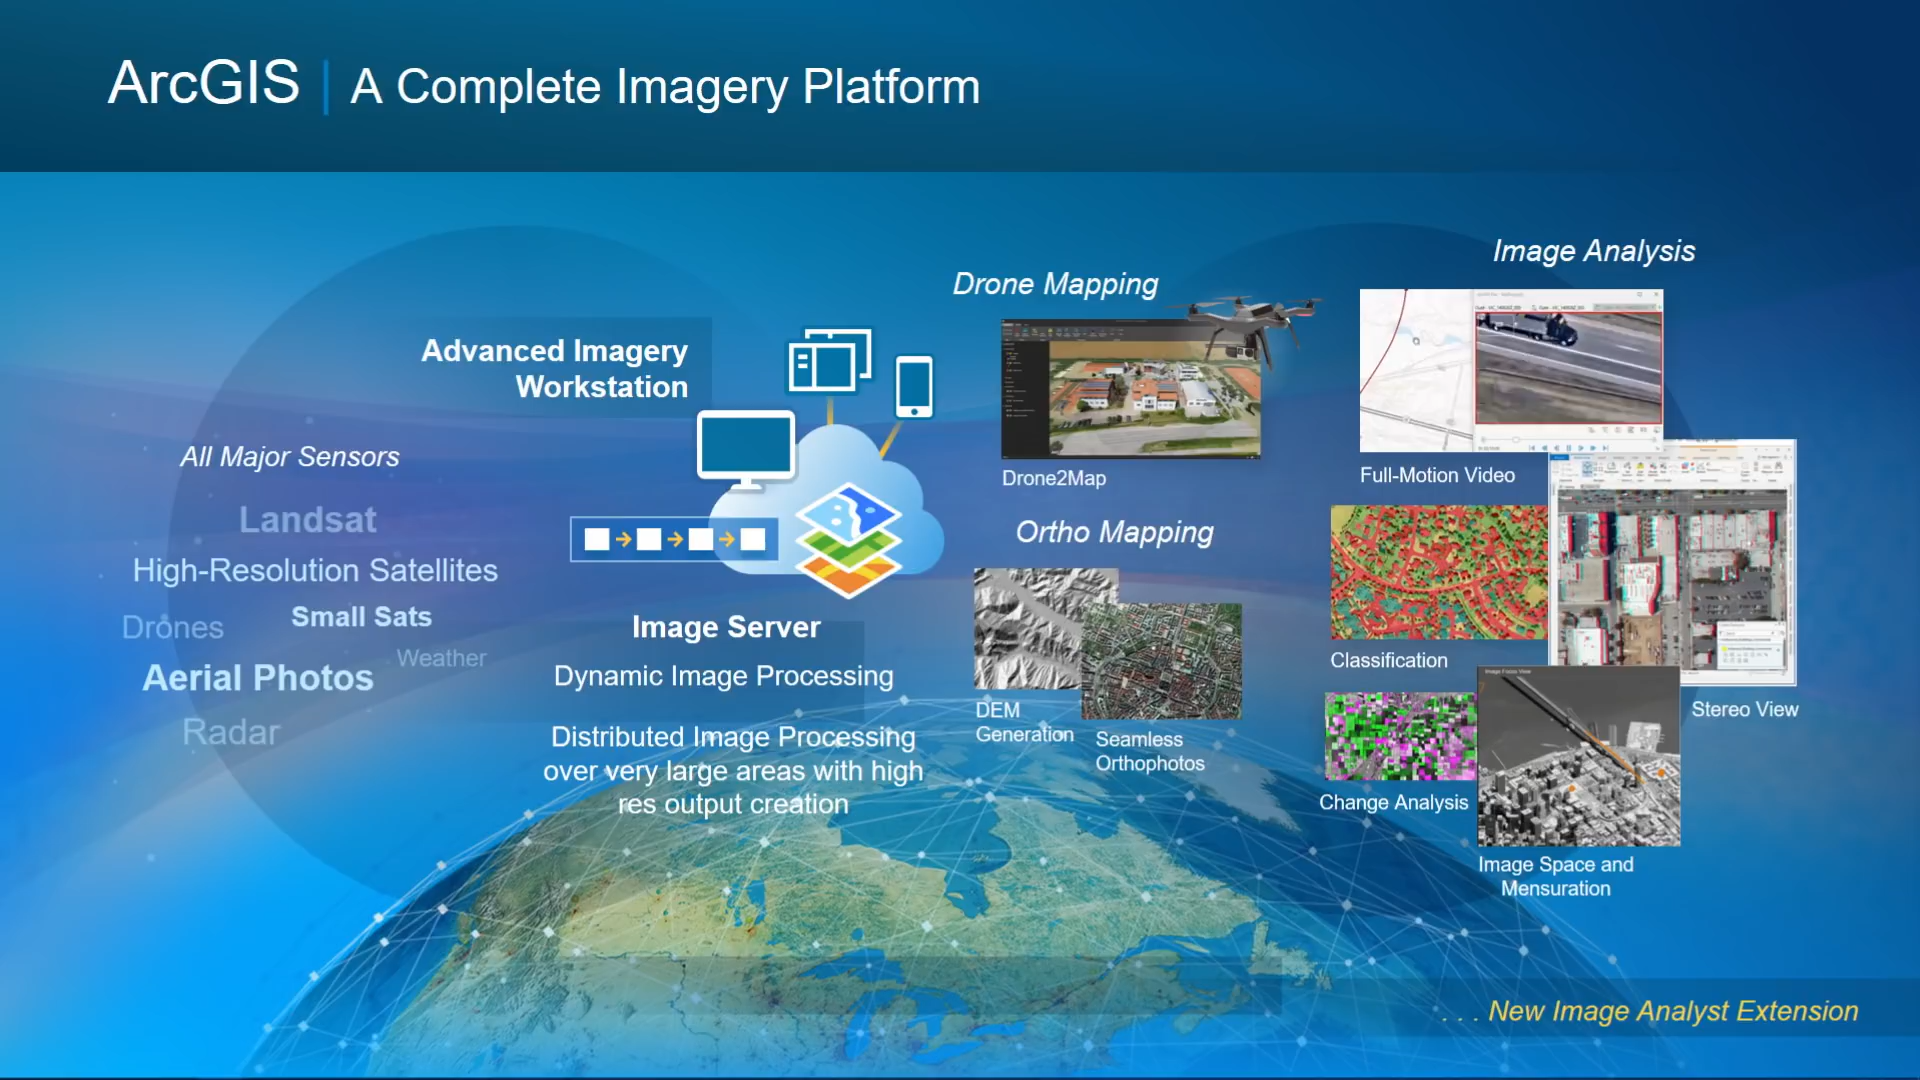 ArcGIS | A Complete Imagery Platform
All Major Sensors
Landsat
High-Resolution Satellites
Drones
Small Sats
Weather
Aerial Photos
Radar
Advanced Imagery
Workstation
Image Server
Dynamic Image Processing
Distributed Image Processing
over very large areas with high
res output creation
Drone Mapping
Drone2Map
Ortho Mapping
DEM
Generation
Seamless
Orthophotos
Image Analysis
Full-Motion Video
Classification
Stereo View
Change Analysis
Image Space and
Mensuration
. . . New Image Analyst Extension